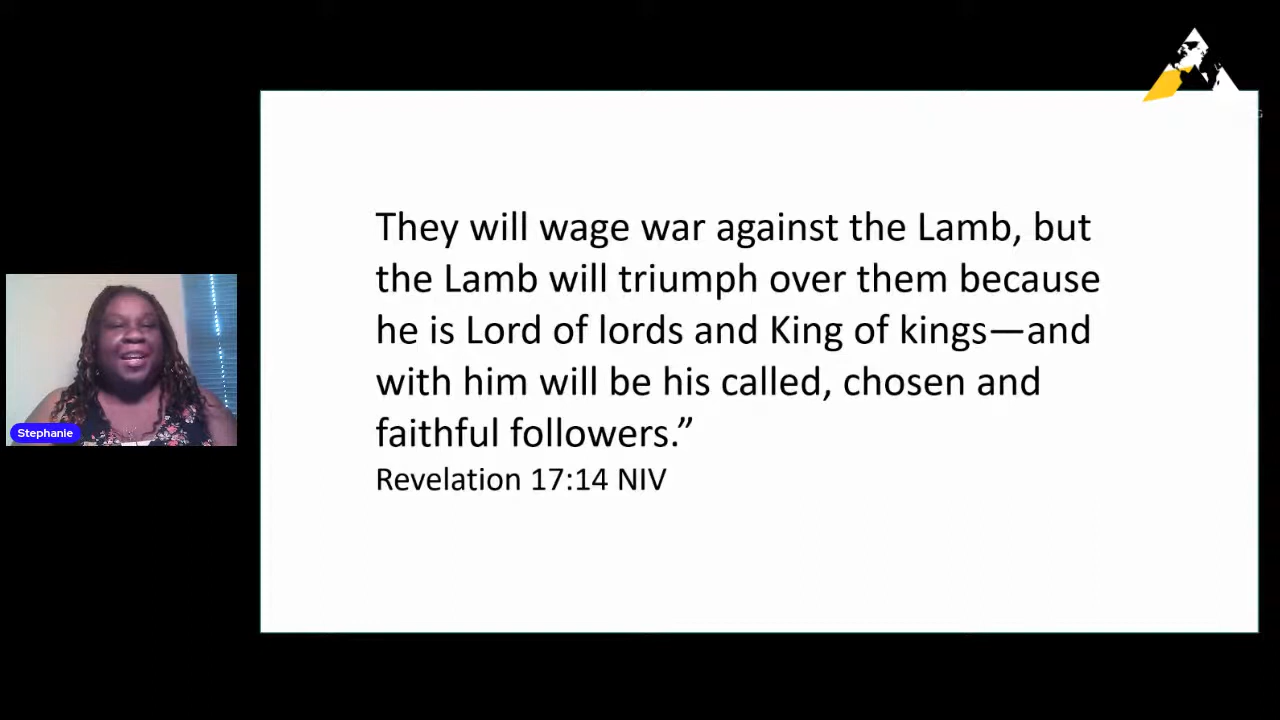 They will wage war against the Lamb, but
the Lamb will triumph over them because
he is Lord of lords and King of kings—and
with him will be his called, chosen and
faithful followers.”
Revelation 17:14 NIV
Stephanie
G